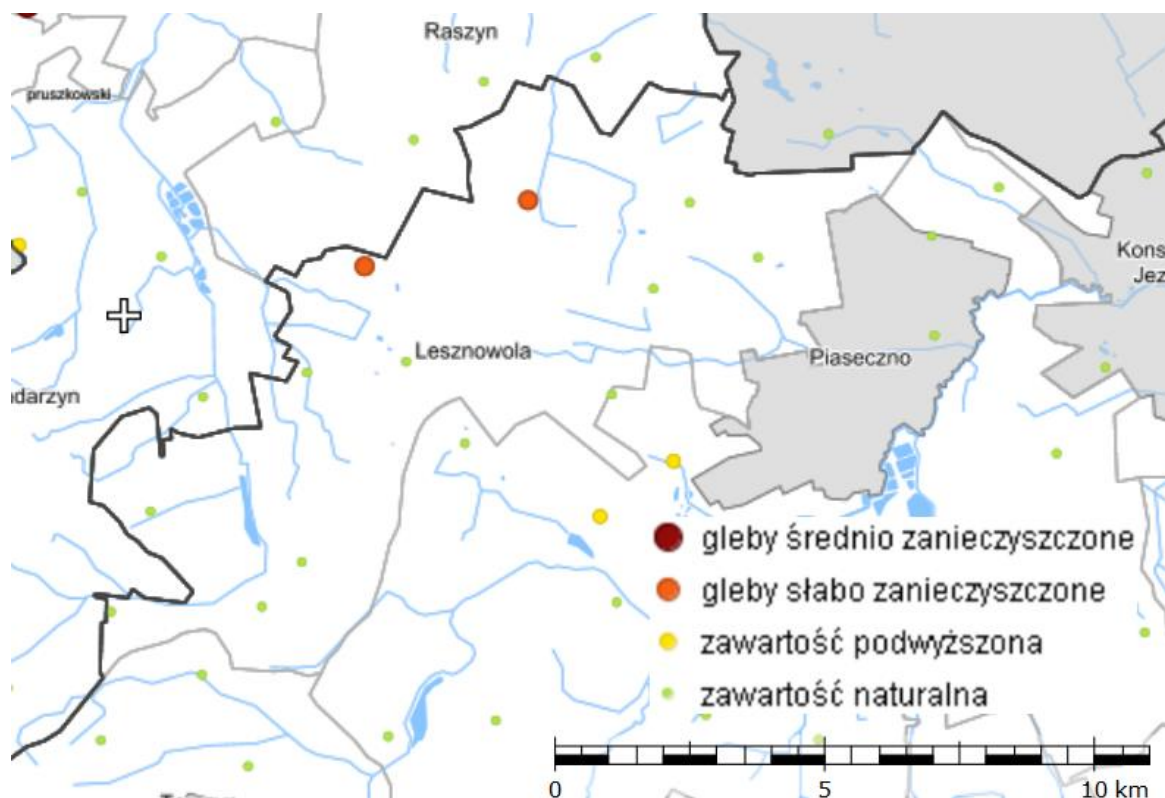 Raszyn
pruszkowski
Kons
Jez
Lesznowola
Piaseczno
darzyn
gleby średnio zanieczyszczone
gleby słabo zanieczyszczone
zawartość podwyższona
zawartość naturalna
0 5 10 km